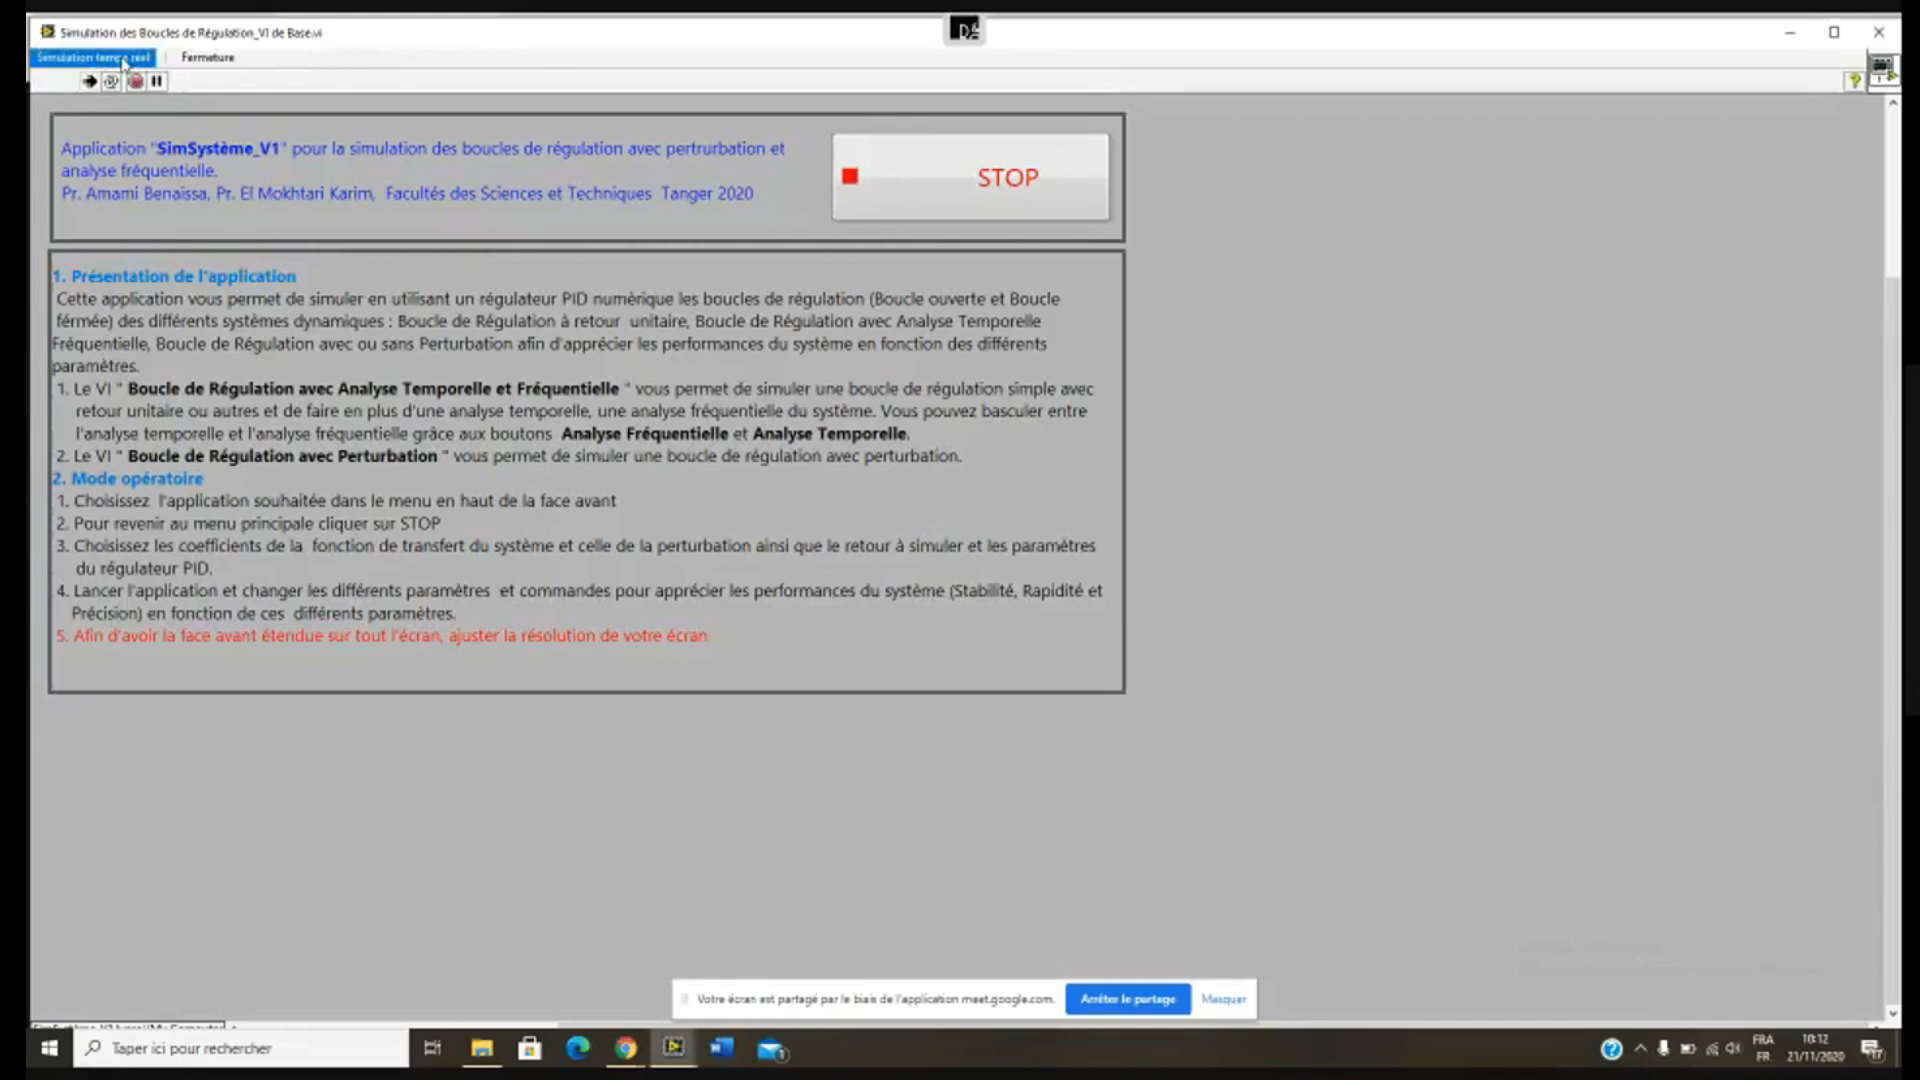 Simulation des Boucles de Régulation_VI de Base.vi
Simulation temps réel Fermeture
Application "SimSystème_V1" pour la simulation des boucles de régulation avec pertrurbation et
analyse fréquentielle.
Pr. Amami Benaissa, Pr. El Mokhtari Karim, Facultés des Sciences et Techniques Tanger 2020
STOP
1. Présentation de l'application
Cette application vous permet de simuler en utilisant un régulateur PID numèrique les boucles de régulation (Boucle ouverte et Boucle
férmée) des différents systèmes dynamiques : Boucle de Régulation à retour unitaire, Boucle de Régulation avec Analyse Temporelle
Fréquentielle, Boucle de Régulation avec ou sans Perturbation afin d'apprécier les performances du système en fonction des différents
paramètres.
1. Le VI " Boucle de Régulation avec Analyse Temporelle et Fréquentielle " vous permet de simuler une boucle de régulation simple avec
retour unitaire ou autres et de faire en plus d'une analyse temporelle, une analyse fréquentielle du système. Vous pouvez basculer entre
l'analyse temporelle et l'analyse fréquentielle grâce aux boutons Analyse Fréquentielle et Analyse Temporelle.
2. Le VI " Boucle de Régulation avec Perturbation " vous permet de simuler une boucle de régulation avec perturbation.
2. Mode opératoire
1. Choisissez l'application souhaitée dans le menu en haut de la face avant
2. Pour revenir au menu principale cliquer sur STOP
3. Choisissez les coefficients de la fonction de transfert du système et celle de la perturbation ainsi que le retour à simuler et les paramètres
du régulateur PID.
4. Lancer l'application et changer les différents paramètres et commandes pour apprécier les performances du système (Stabilité, Rapidité et
Précision) en fonction de ces différents paramètres.
5. Afin d'avoir la face avant étendue sur tout l'écran, ajuster la résolution de votre écran
Votre écran est partagé par le biais de l'application meet.google.com. Arrêter le partage Masquer
Taper ici pour rechercher
FRA 10:12
FR 21/11/2020